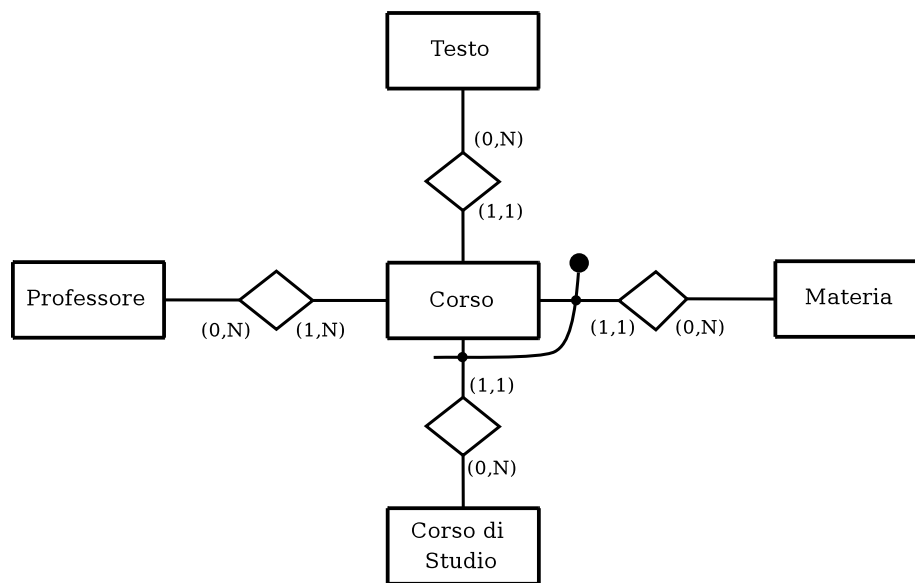 Testo
(0,N)
(1,1)
Professore
(0,N)
(1,N)
Corso
(1,1)
(0,N)
Materia
(1,1)
(0,N)
Corso di
Studio